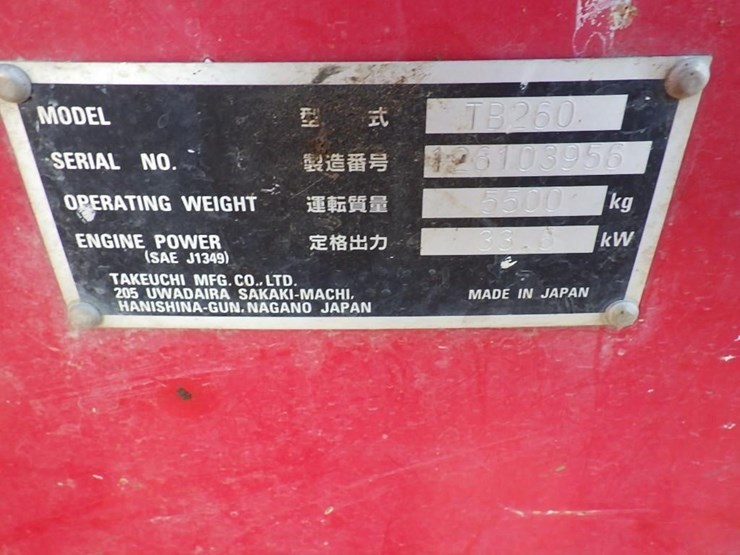 MODEL 型式 TB260
SERIAL NO. 製造番号 126103956
OPERATING WEIGHT 運転質量 5500 kg
ENGINE POWER 定格出力 33.5 kW
(SAE J1349)
TAKEUCHI MFG. CO., LTD.
205 UWADAIRA SAKAKI-MACHI,
HANISHINA-GUN, NAGANO JAPAN
MADE IN JAPAN